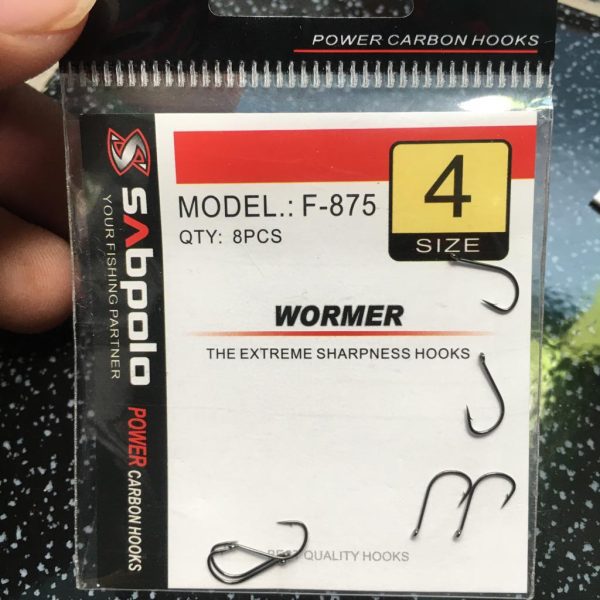 POWER CARBON HOOKS
4
SIZE
MODEL.: F-875
QTY: 8PCS
WORMER
THE EXTREME SHARPNESS HOOKS
BEST QUALITY HOOKS
sabpolo
YOUR FISHING PARTNER
POWER CARBON HOOKS